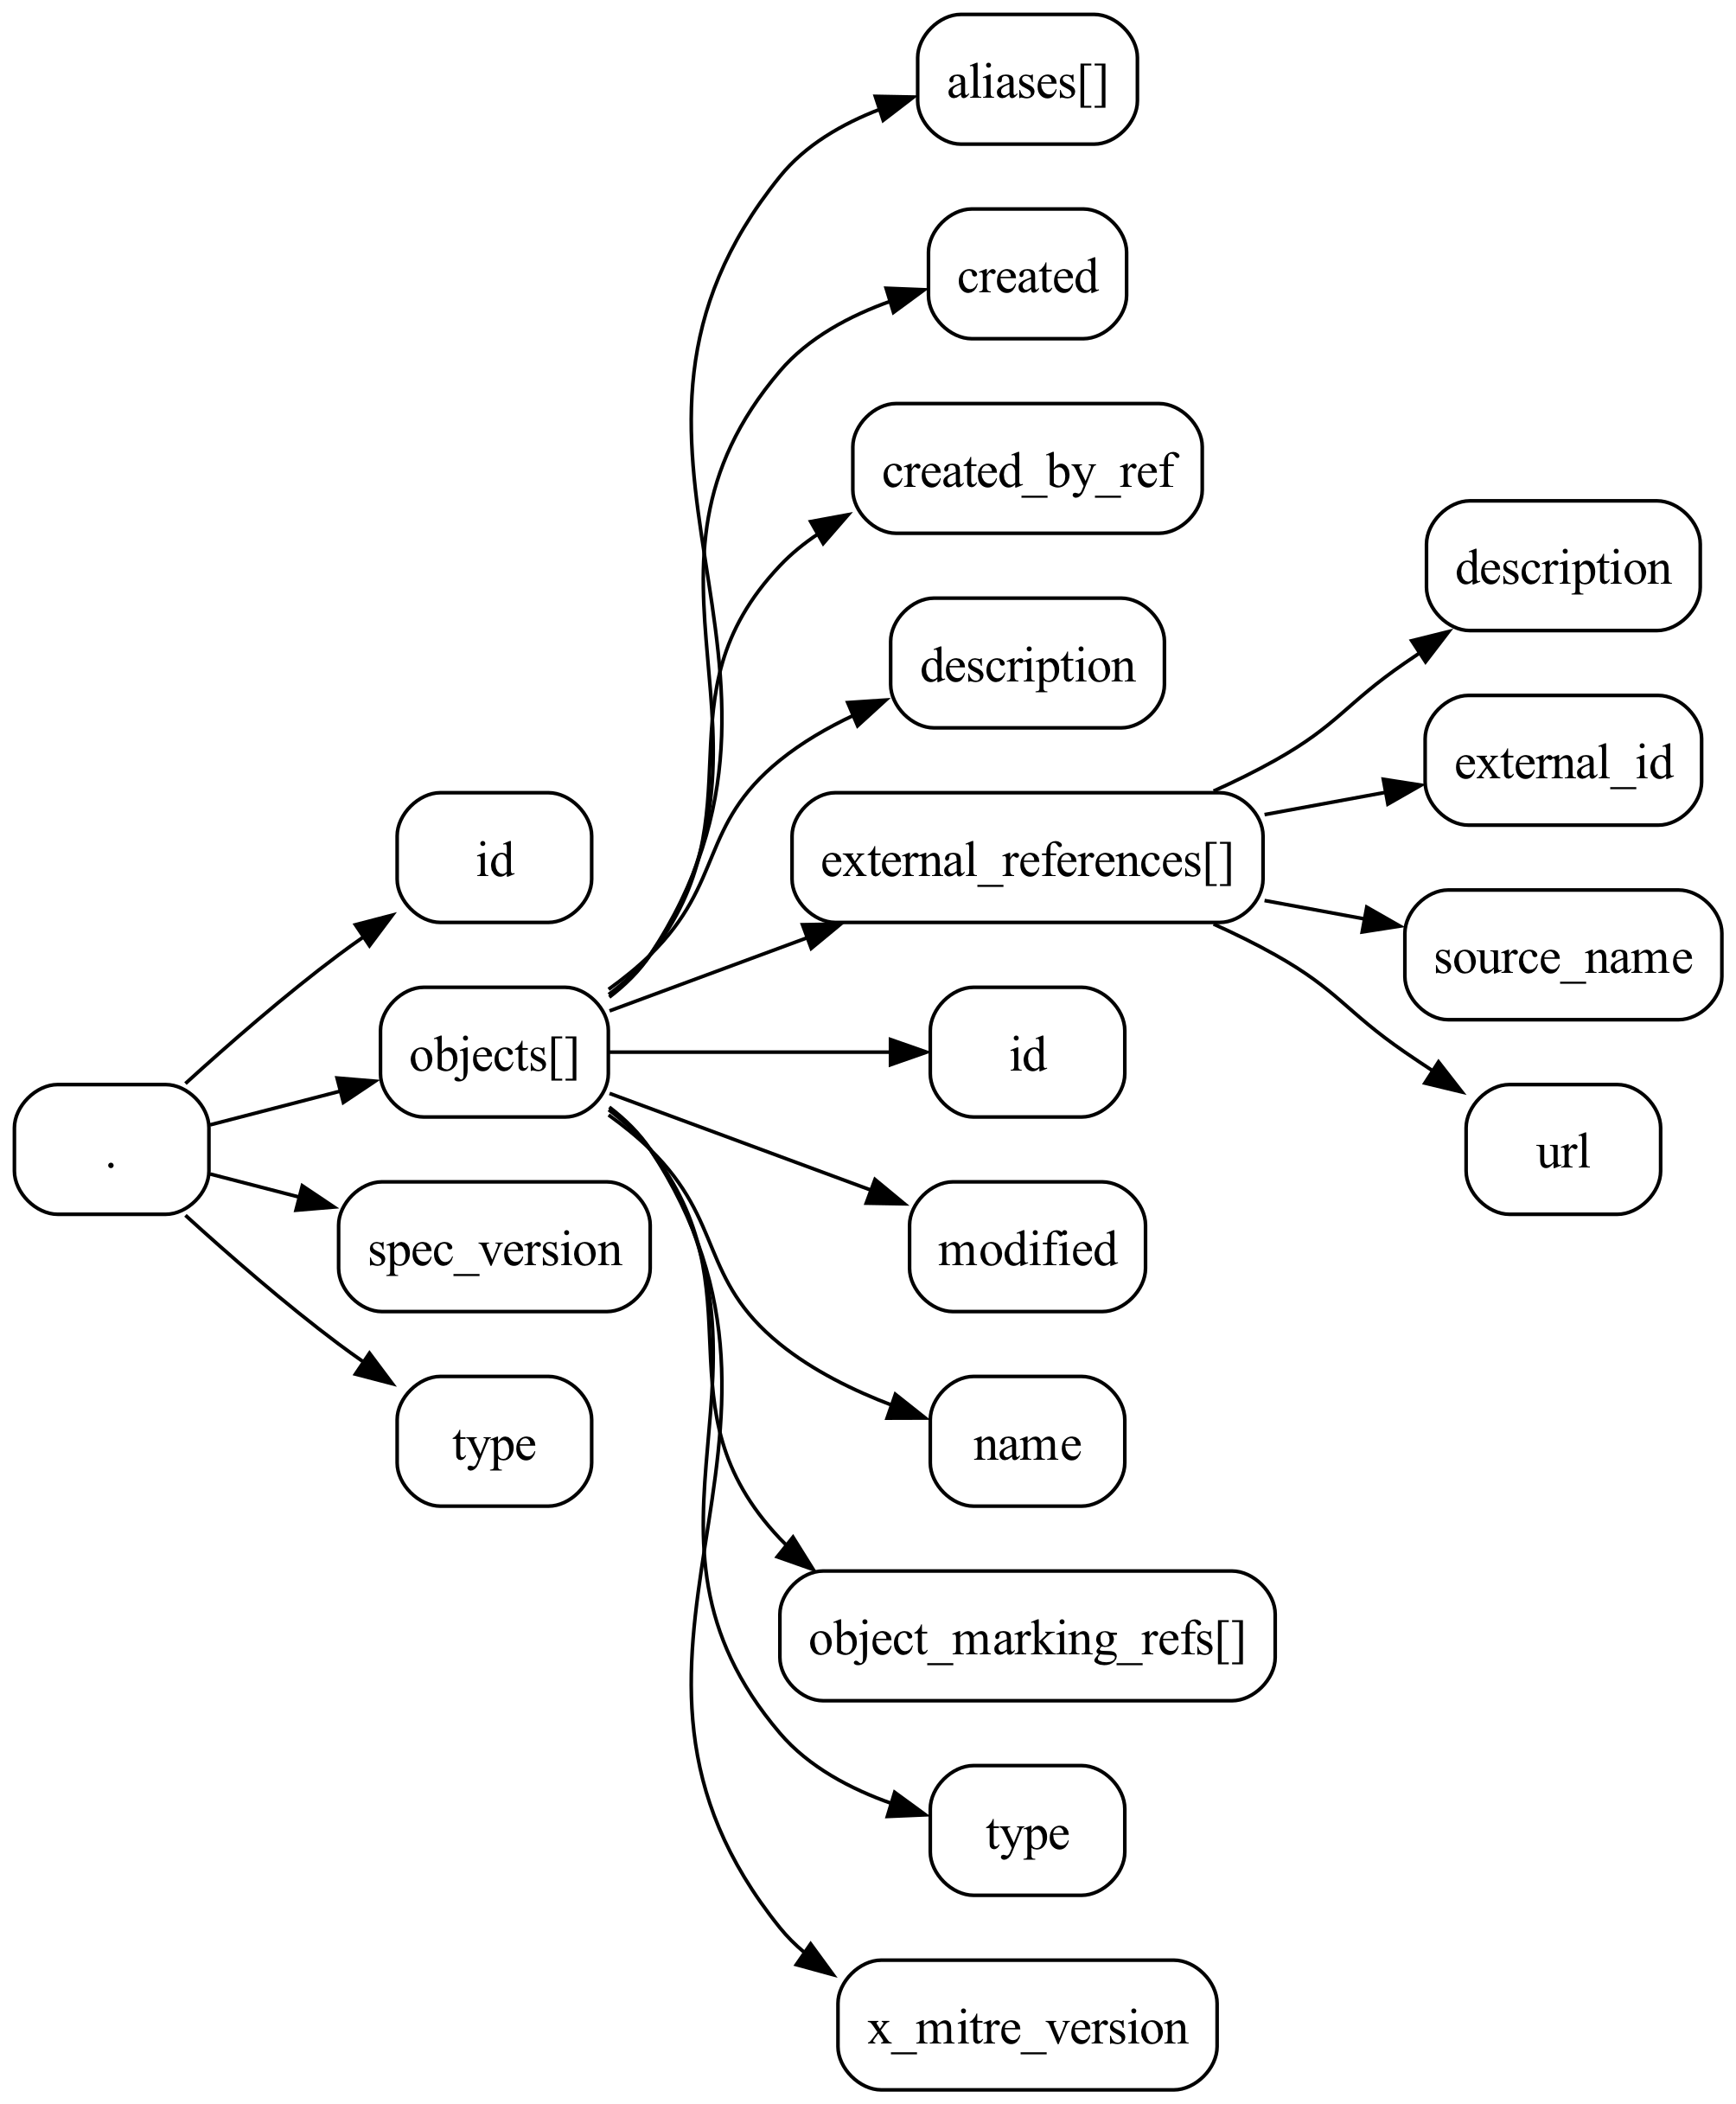 .
id
objects[]
spec_version
type
aliases[]
created
created_by_ref
description
external_references[]
id
modified
name
object_marking_refs[]
type
x_mitre_version
description
external_id
source_name
url